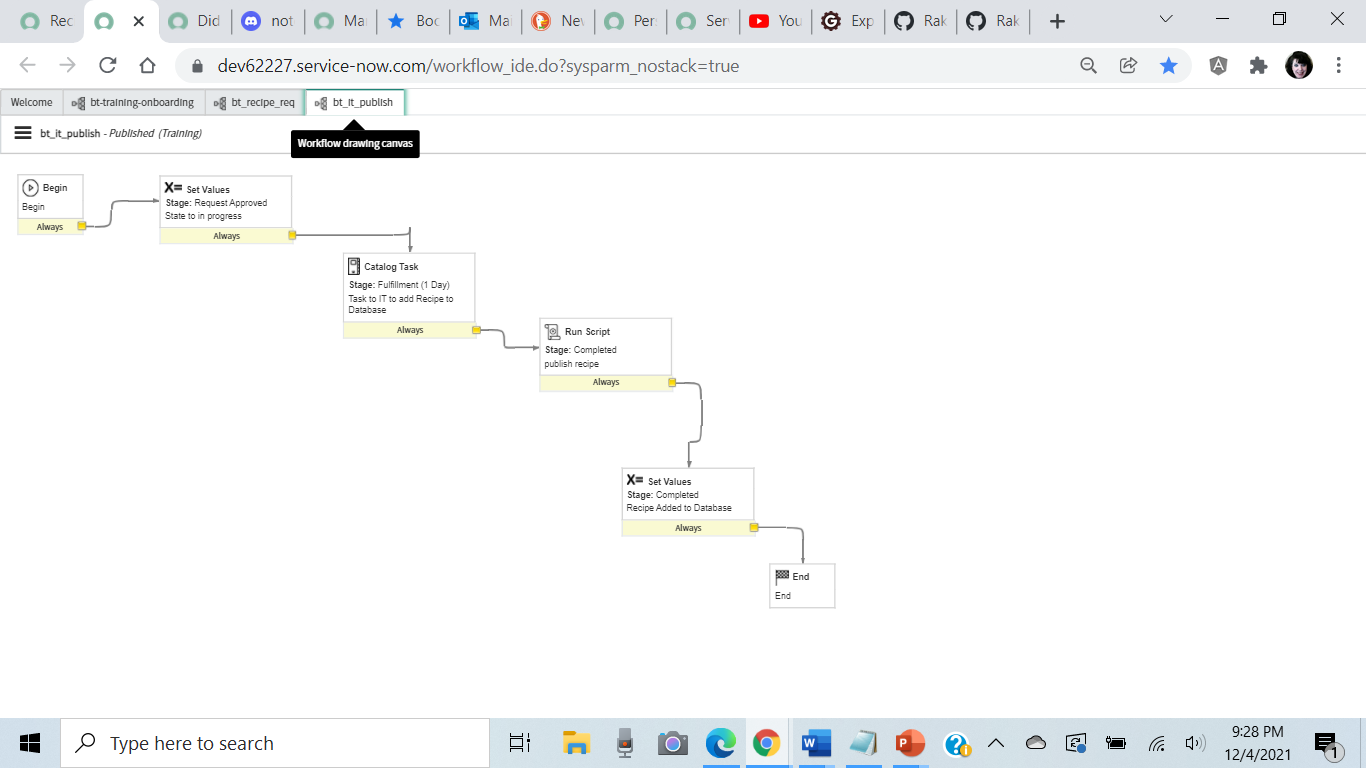 Rec
Did
not
Mar
Boo
Mai
Nev
Per
Ser
You
Exp
Rak
Rak
dev62227.service-now.com/workflow_ide.do?sysparm_nostack=true
Welcome
bt-training-onboarding
bt_recipe_req
bt_it_publish
bt_it_publish - Published (Training)
Workflow drawing canvas
Begin
Begin
Always
X= Set Values
Stage: Request Approved
State to in progress
Always
Catalog Task
Stage: Fulfillment (1 Day)
Task to IT to add Recipe to
Database
Always
Run Script
Stage: Completed
publish recipe
Always
X= Set Values
Stage: Completed
Recipe Added to Database
Always
End
End
Type here to search
9:28 PM
12/4/2021
1